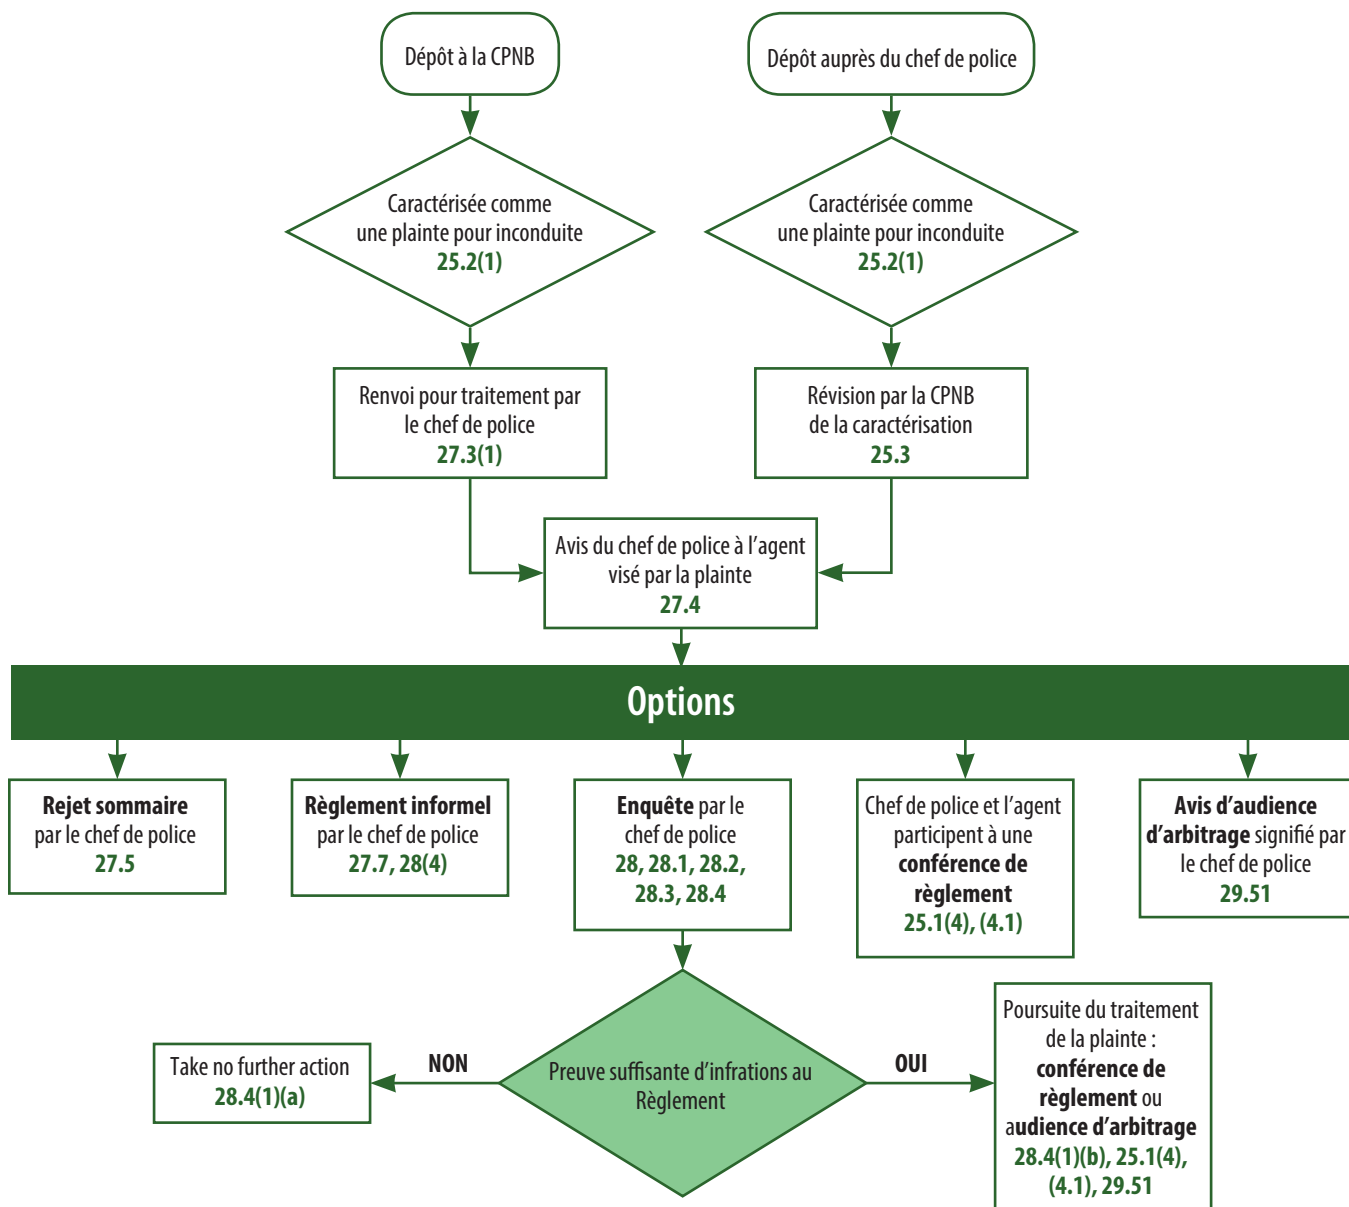 Dépôt à la CPNB
Dépôt auprès du chef de police
Caractérisée comme
une plainte pour inconduite
25.2(1)
Caractérisée comme
une plainte pour inconduite
25.2(1)
Renvoi pour traitement par
le chef de police
27.3(1)
Révision par la CPNB
de la caractérisation
25.3
Avis du chef de police à l'agent
visé par la plainte
27.4
Options
Rejet sommaire
par le chef de police
27.5
Règlement informel
par le chef de police
27.7, 28(4)
Enquête par le
chef de police
28, 28.1, 28.2,
28.3, 28.4
Chef de police et l'agent
participent à une
conférence de
règlement
25.1(4), (4.1)
Avis d'audience
d'arbitrage signifié par
le chef de police
29.51
Take no further action
28.4(1)(a)
NON
Preuve suffisante d'infrations au
Règlement
OUI
Poursuite du traitement
de la plainte :
conférence de
règlement ou
audience d'arbitrage
28.4(1)(b), 25.1(4),
(4.1), 29.51